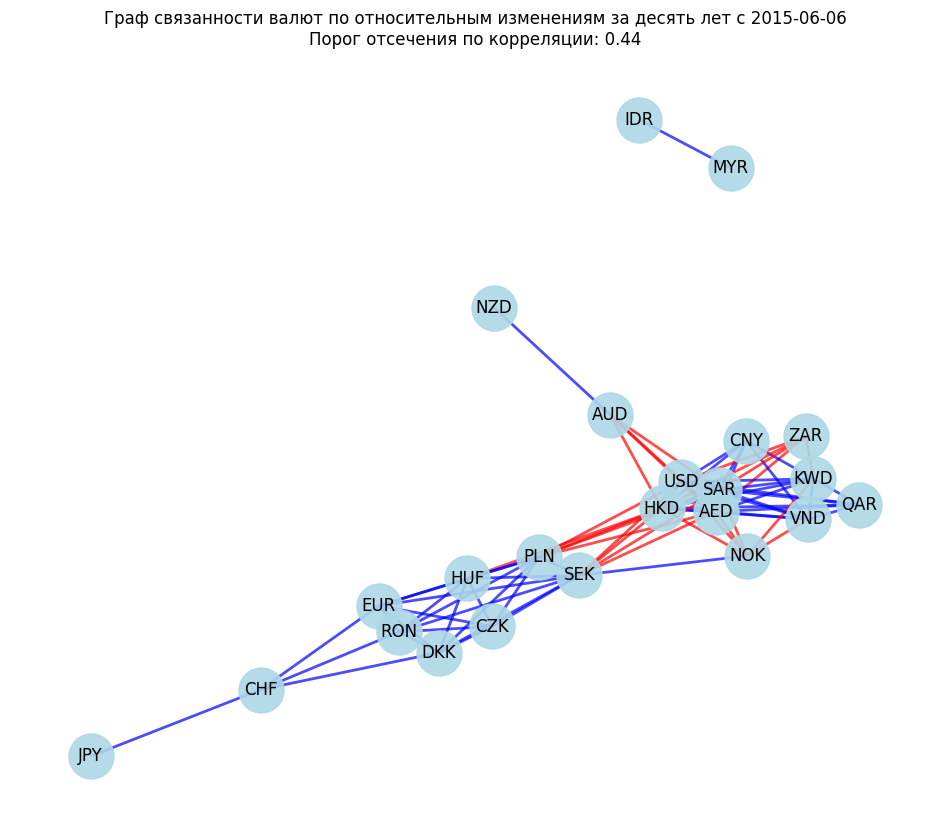 Граф связанности валют по относительным изменениям за десять лет с 2015-06-06
Порог отсечения по корреляции: 0.44
IDR
MYR
NZD
AUD
CNY
ZAR
USD
SAR
KWD
HKD
AED
VND
QAR
PLN
NOK
HUF
SEK
EUR
RON
CZK
DKK
CHF
JPY